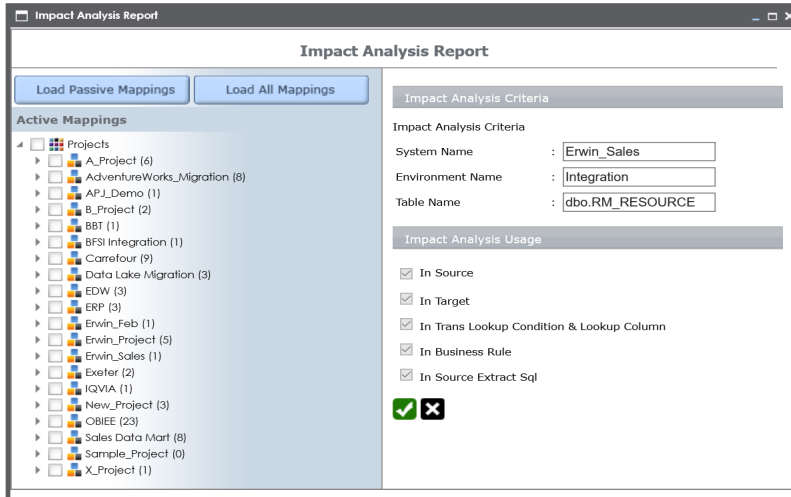 Impact Analysis Report
Impact Analysis Report
Load Passive Mappings
Load All Mappings
Active Mappings
Projects
A_Project (6)
AdventureWorks_Migration (8)
APJ_Demo (1)
B_Project (2)
BBT (1)
BFSI Integration (1)
Carrefour (9)
Data Lake Migration (3)
EDW (3)
ERP (3)
Erwin_Feb (1)
Erwin_Project (5)
Erwin_Sales (1)
Exeter (2)
IQVIA (1)
New_Project (3)
OBIEE (23)
Sales Data Mart (8)
Sample_Project (0)
X_Project (1)
Impact Analysis Criteria
Impact Analysis Criteria
System Name : Erwin_Sales
Environment Name : Integration
Table Name : dbo.RM_RESOURCE
Impact Analysis Usage
In Source
In Target
In Trans Lookup Condition & Lookup Column
In Business Rule
In Source Extract Sql